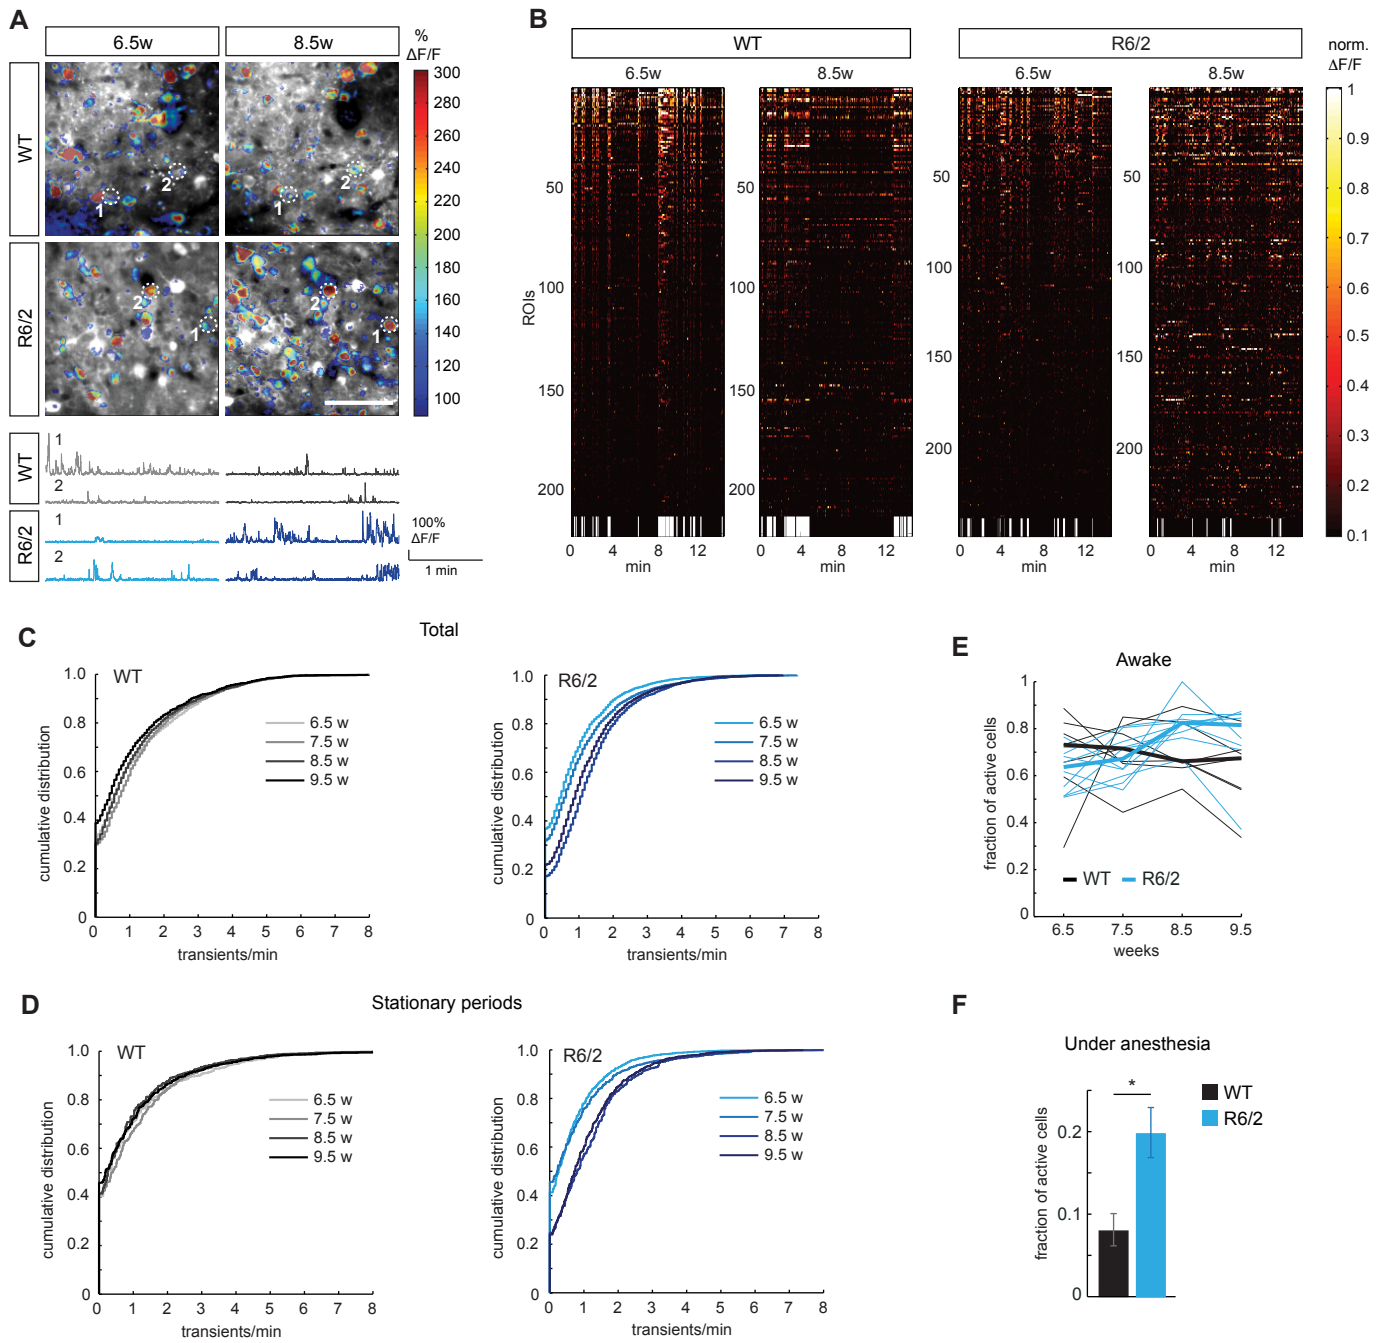 A
6.5w
8.5w
%
ΔF/F
WT
1
2
1
2
R6/2
2
1
2
1
300
280
260
240
220
200
180
160
140
120
100
WT
1
2
R6/2
1
2
100%
ΔF/F
1 min
B
WT
R6/2
norm.
ΔF/F
6.5w
8.5w
6.5w
8.5w
ROIs
50
100
150
200
50
100
150
200
50
100
150
200
50
100
150
200
0 4 8 12
min
0 4 8 12
min
0 4 8 12
min
0 4 8 12
min
1
0.9
0.8
0.7
0.6
0.5
0.4
0.3
0.2
0.1
C
Total
WT
cumulative distribution
1.0
0.8
0.6
0.4
0.2
0
6.5 w
7.5 w
8.5 w
9.5 w
0 1 2 3 4 5 6 7 8
transients/min
R6/2
cumulative distribution
1.0
0.8
0.6
0.4
0.2
0
6.5 w
7.5 w
8.5 w
9.5 w
0 1 2 3 4 5 6 7 8
transients/min
D
Stationary periods
WT
cumulative distribution
1.0
0.8
0.6
0.4
0.2
0
6.5 w
7.5 w
8.5 w
9.5 w
0 1 2 3 4 5 6 7 8
transients/min
R6/2
cumulative distribution
1.0
0.8
0.6
0.4
0.2
0
6.5 w
7.5 w
8.5 w
9.5 w
0 1 2 3 4 5 6 7 8
transients/min
E
Awake
fraction of active cells
1
0.8
0.6
0.4
0.2
0
WT R6/2
6.5 7.5 8.5 9.5
weeks
F
Under anesthesia
fraction of active cells
0.2
0.1
0
*
WT
R6/2